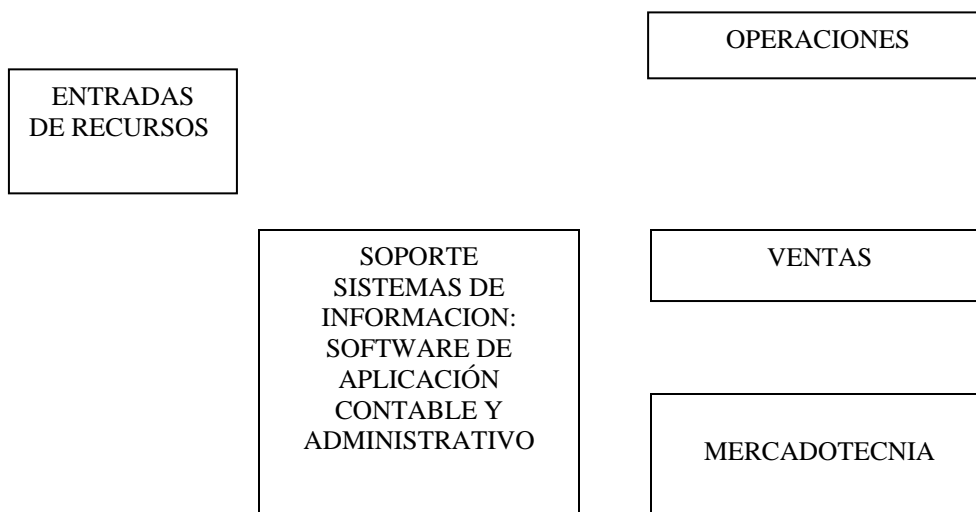 OPERACIONES
ENTRADAS
DE RECURSOS
SOPORTE
SISTEMAS DE
INFORMACION:
SOFTWARE DE
APLICACIÓN
CONTABLE Y
ADMINISTRATIVO
VENTAS
MERCADOTECNIA